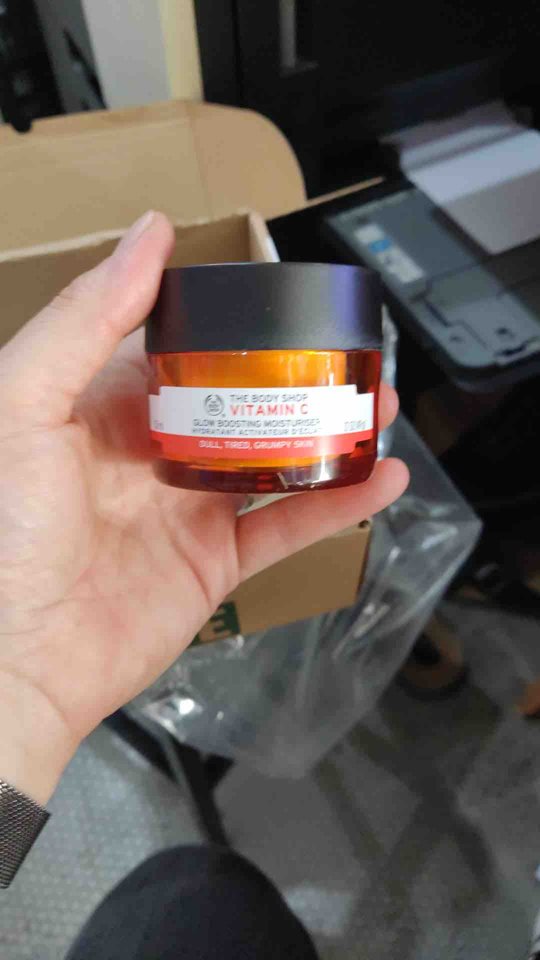 THE BODY SHOP
VITAMIN C
GLOW BOOSTING MOISTURISER
HYDRATANT ACTIVATEUR D'ÉCLAT
DULL, TIRED, GRUMPY SKIN